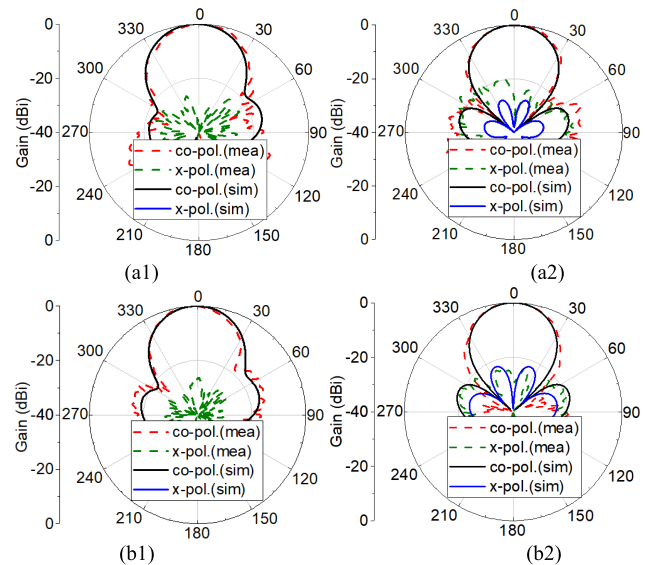 0
330
30
300
60
270
90
240
120
210
150
180
Gain (dBi)
0
-20
-40
-20
0
co-pol.(mea)
x-pol.(mea)
co-pol.(sim)
x-pol.(sim)
(a1)
0
330
30
300
60
270
90
240
120
210
150
180
Gain (dBi)
0
-20
-40
-20
0
co-pol.(mea)
x-pol.(mea)
co-pol.(sim)
x-pol.(sim)
(a2)
0
330
30
300
60
270
90
240
120
210
150
180
Gain (dBi)
0
-20
-40
-20
0
co-pol.(mea)
x-pol.(mea)
co-pol.(sim)
x-pol.(sim)
(b1)
0
330
30
300
60
270
90
240
120
210
150
180
Gain (dBi)
0
-20
-40
-20
0
co-pol.(mea)
x-pol.(mea)
co-pol.(sim)
x-pol.(sim)
(b2)